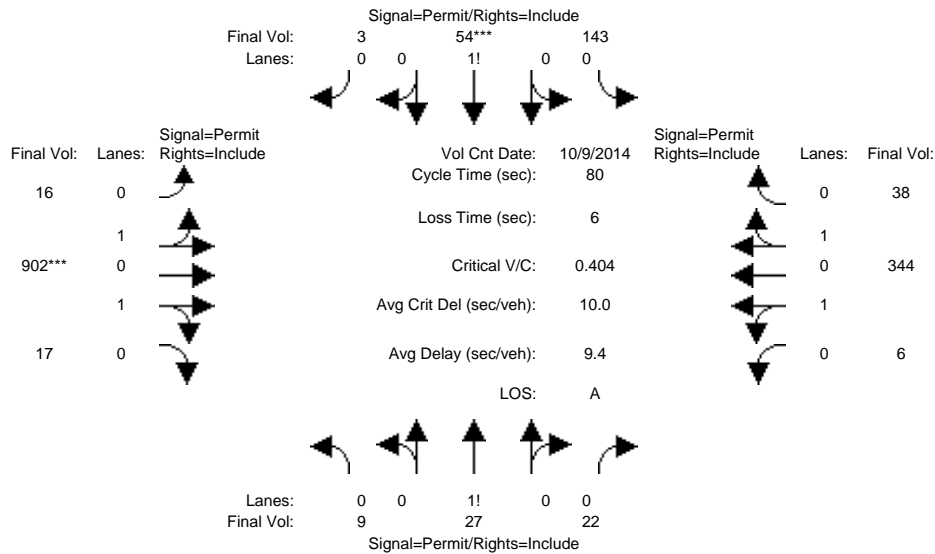 Signal=Permit/Rights=Include
Final Vol: 3 54*** 143
Lanes: 0 0 1! 0 0
Signal=Permit Signal=Permit
Final Vol: Lanes: Rights=Include Vol Cnt Date: 10/9/2014 Rights=Include Lanes: Final Vol:
Cycle Time (sec): 80
16 0 0 38
Loss Time (sec): 6
1 1
902*** 0 Critical V/C: 0.404 0 344
1 Avg Crit Del (sec/veh): 10.0 1
17 0 Avg Delay (sec/veh): 9.4 0 6
LOS: A
Lanes: 0 0 1! 0 0
Final Vol: 9 27 22
Signal=Permit/Rights=Include